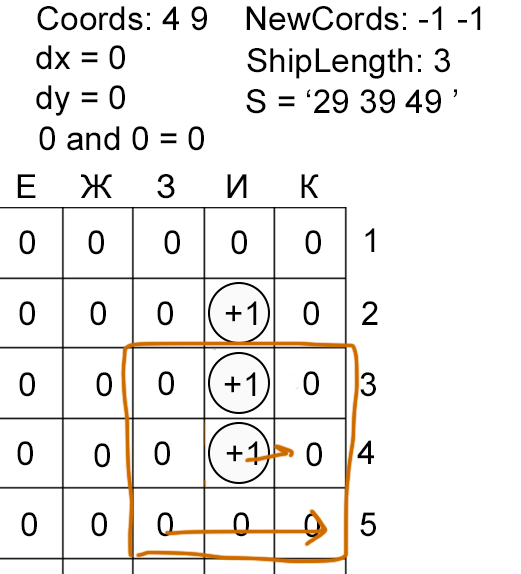 Coords: 4 9 NewCords: -1 -1
dx = 0 ShipLength: 3
dy = 0 S = ‘29 39 49 ’
0 and 0 = 0
Е Ж З И К
0 0 0 0 0 1
0 0 0 +1 0 2
0 0 0 +1 0 3
0 0 0 +1 0 4
0 0 0 0 0 5